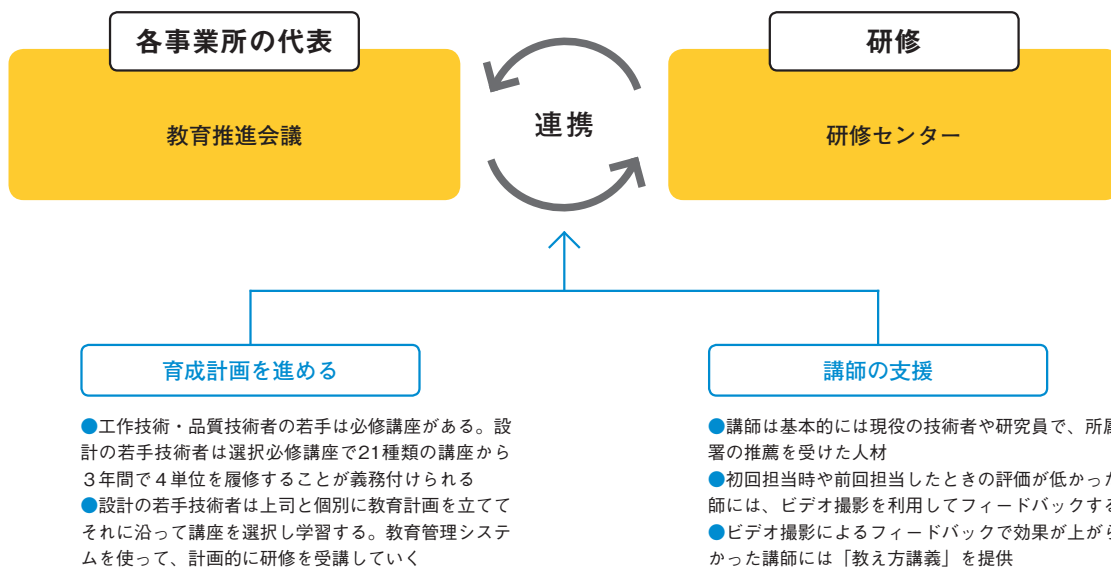 各事業所の代表
研修
教育推進会議
連携
研修センター
育成計画を進める
講師の支援
●工作技術・品質技術者の若手は必修講座がある。設
計の若手技術者は選択必修講座で21種類の講座から
3年間で4単位を履修することが義務付けられる
●設計の若手技術者は上司と個別に教育計画を立てて
それに沿って講座を選択し学習する。教育管理システ
ムを使って、計画的に研修を受講していく
●講師は基本的には現役の技術者や研究員で、所属
署の推薦を受けた人材
●初回担当時や前回担当したときの評価が低かった
師には、ビデオ撮影を利用してフィードバックする
●ビデオ撮影によるフィードバックで効果が上がら
かった講師には「教え方講義」を提供